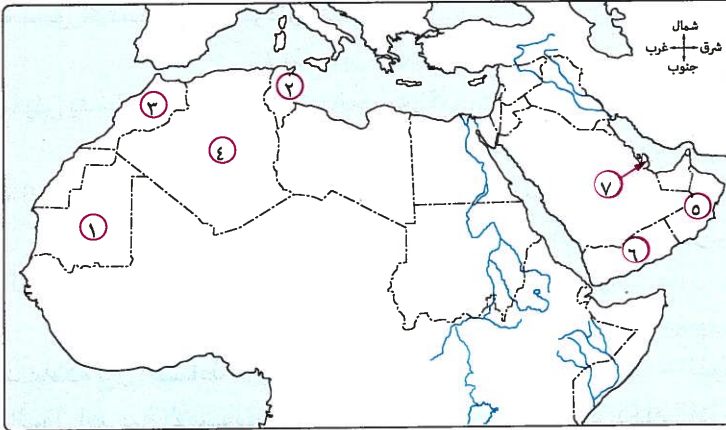 شمال
شرق
غرب
جنوب
٢
٣
٤
٧
٥
١
٦